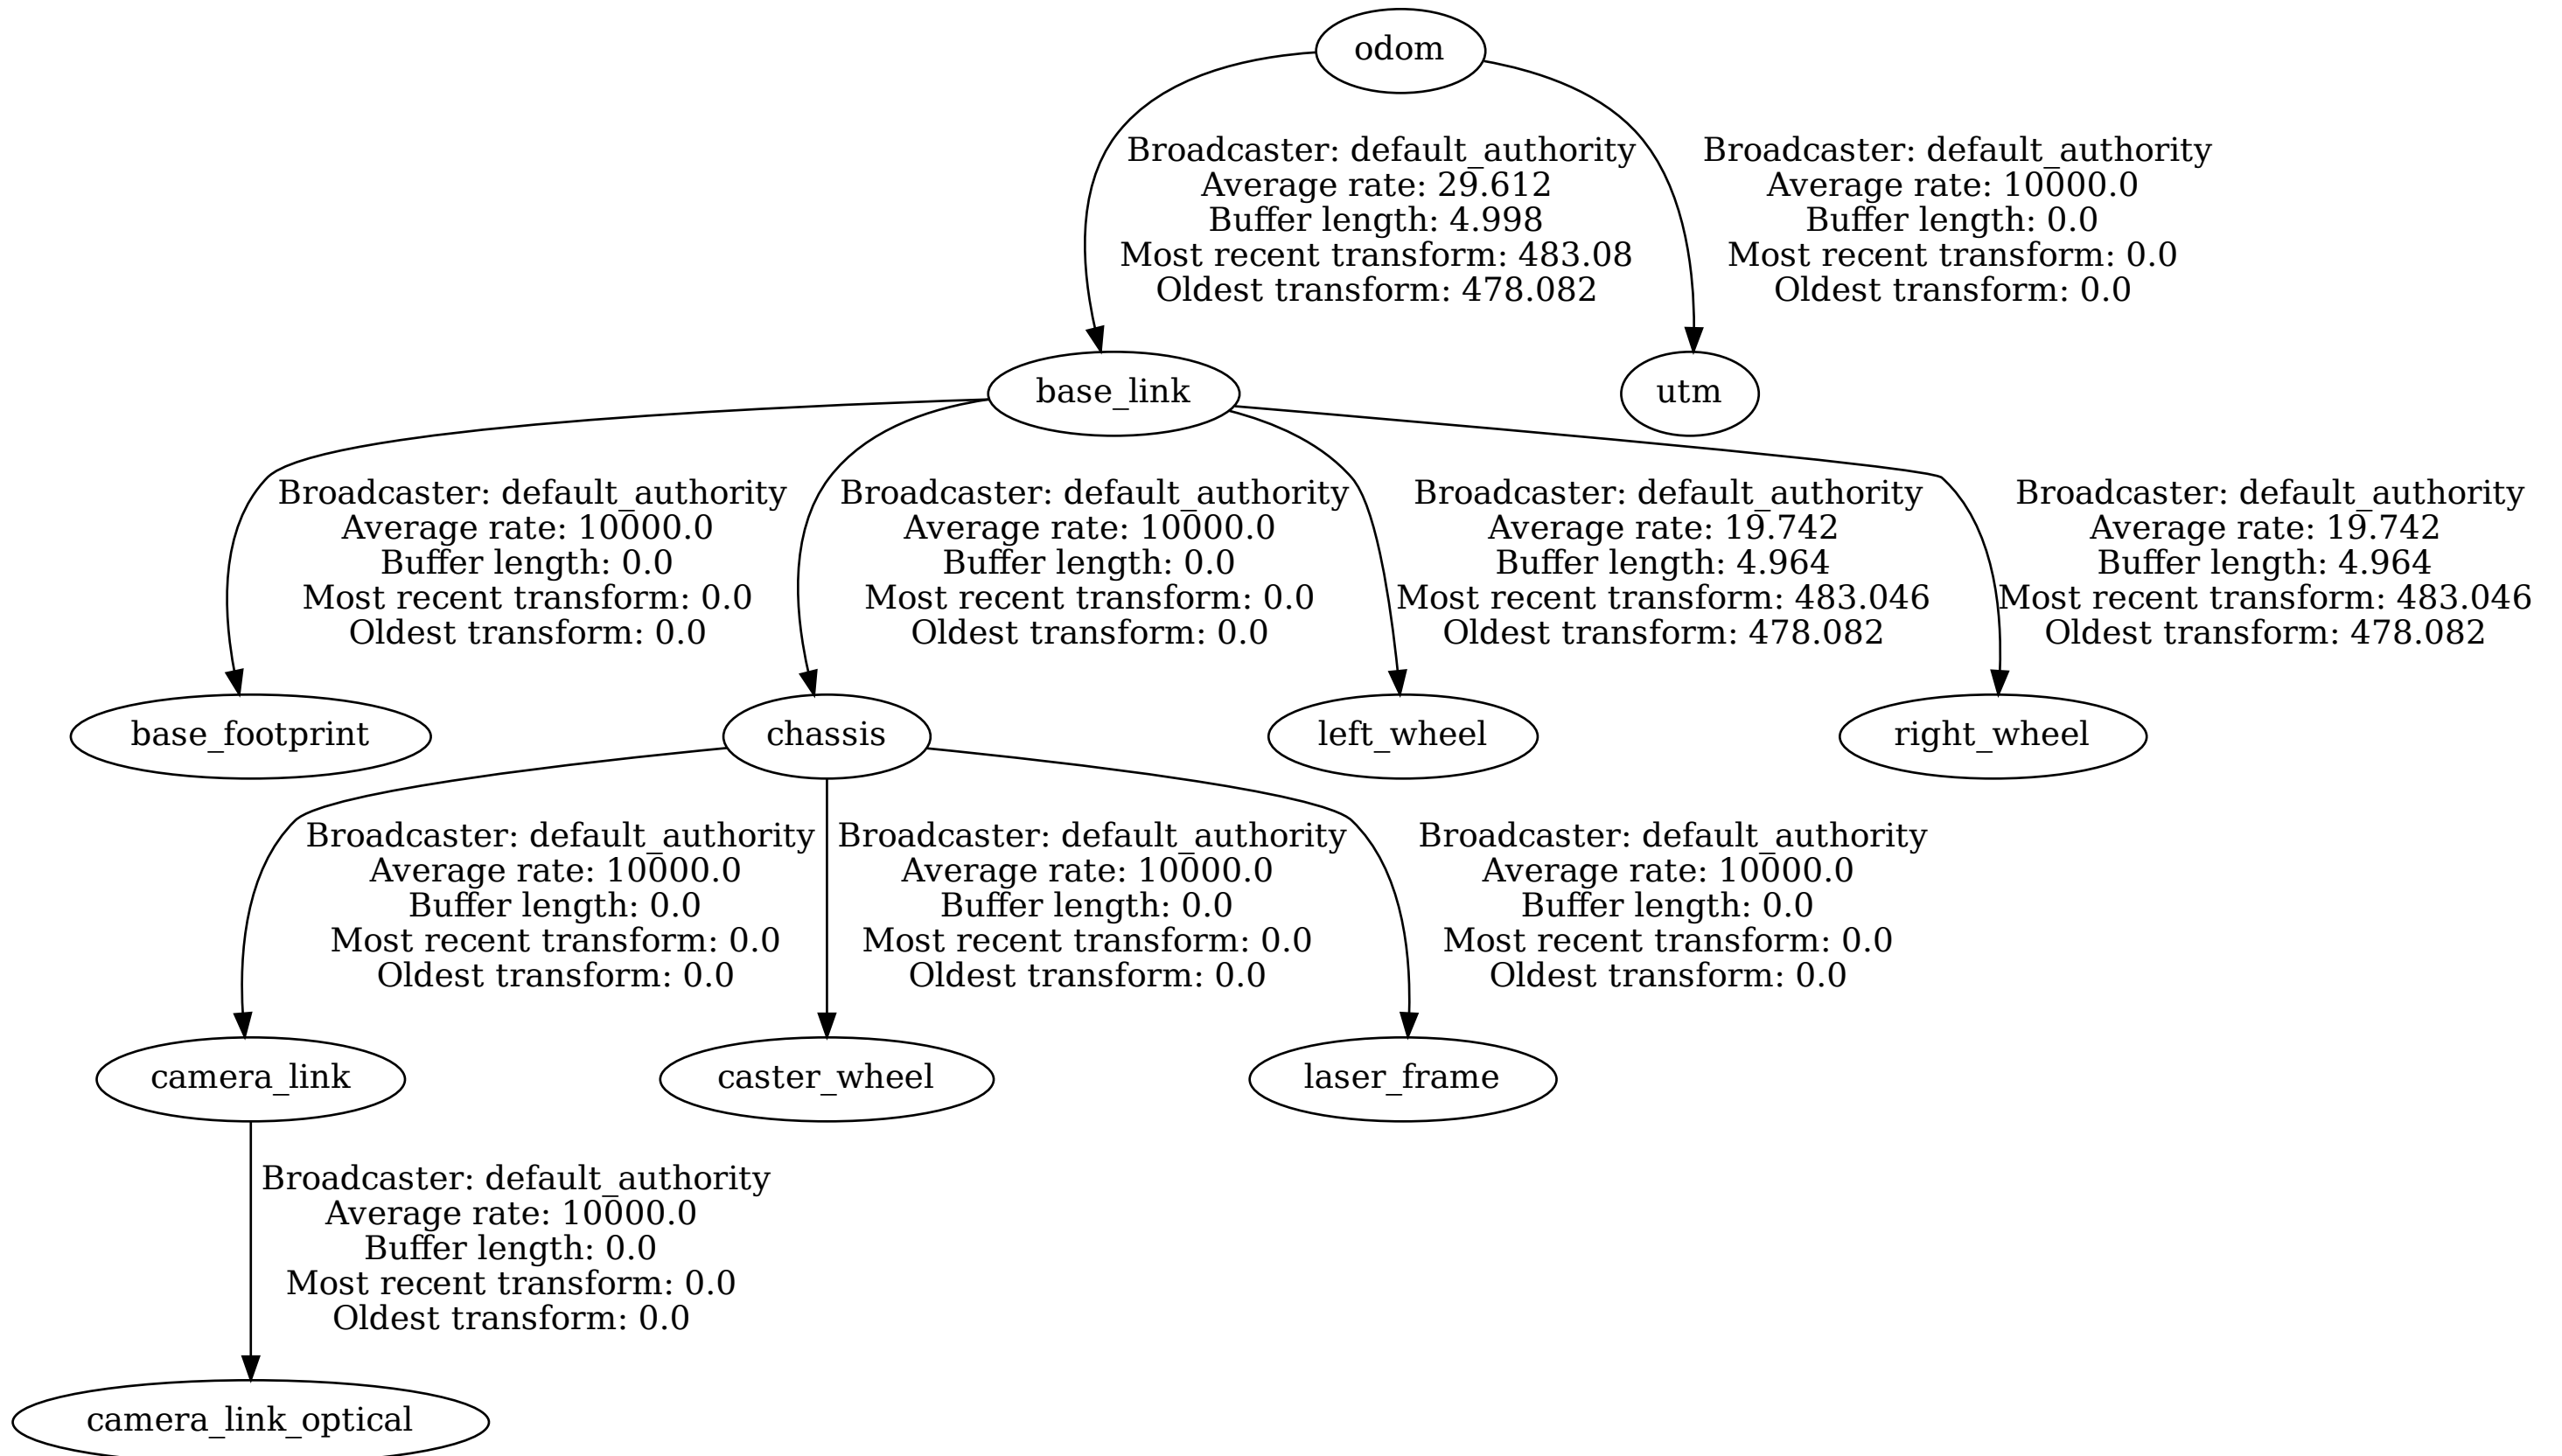 odom
Broadcaster: default_authority
Average rate: 29.612
Buffer length: 4.998
Most recent transform: 483.08
Oldest transform: 478.082
Broadcaster: default_authority
Average rate: 10000.0
Buffer length: 0.0
Most recent transform: 0.0
Oldest transform: 0.0
base_link
utm
Broadcaster: default_authority
Average rate: 10000.0
Buffer length: 0.0
Most recent transform: 0.0
Oldest transform: 0.0
Broadcaster: default_authority
Average rate: 10000.0
Buffer length: 0.0
Most recent transform: 0.0
Oldest transform: 0.0
Broadcaster: default_authority
Average rate: 19.742
Buffer length: 4.964
Most recent transform: 483.046
Oldest transform: 478.082
Broadcaster: default_authority
Average rate: 19.742
Buffer length: 4.964
Most recent transform: 483.046
Oldest transform: 478.082
base_footprint
chassis
left_wheel
right_wheel
Broadcaster: default_authority
Average rate: 10000.0
Buffer length: 0.0
Most recent transform: 0.0
Oldest transform: 0.0
Broadcaster: default_authority
Average rate: 10000.0
Buffer length: 0.0
Most recent transform: 0.0
Oldest transform: 0.0
Broadcaster: default_authority
Average rate: 10000.0
Buffer length: 0.0
Most recent transform: 0.0
Oldest transform: 0.0
camera_link
caster_wheel
laser_frame
Broadcaster: default_authority
Average rate: 10000.0
Buffer length: 0.0
Most recent transform: 0.0
Oldest transform: 0.0
camera_link_optical